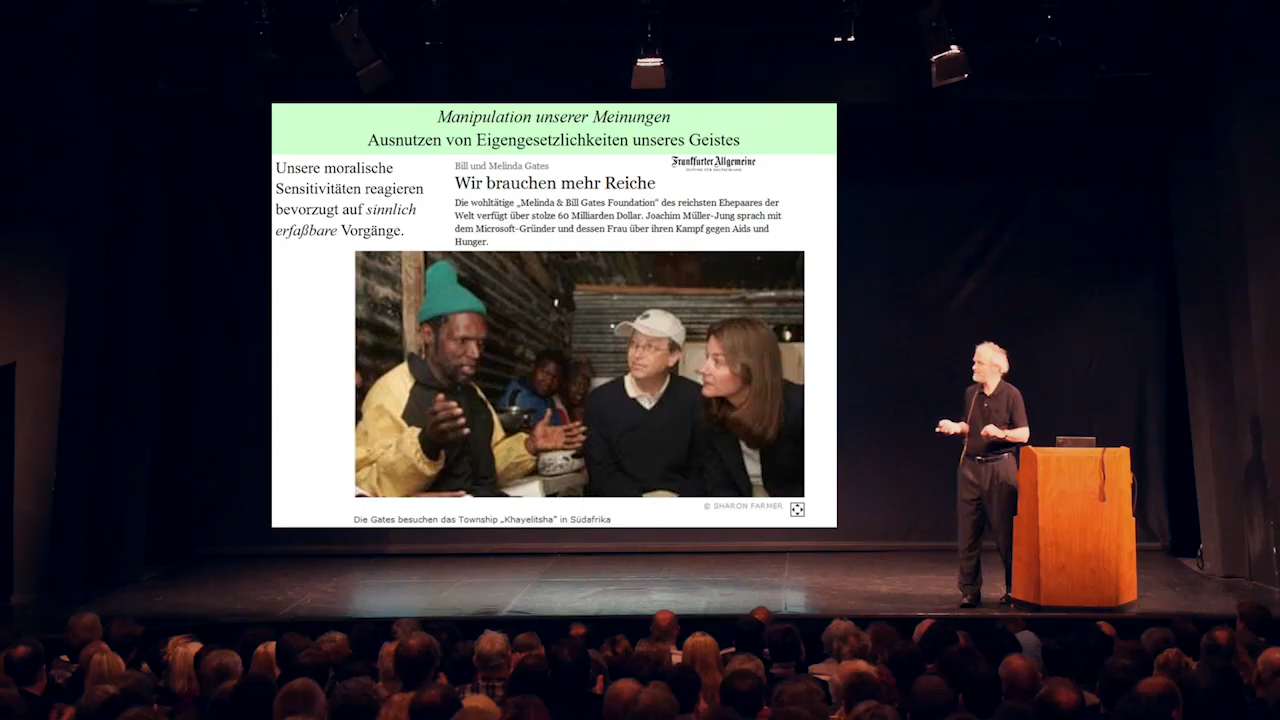 Manipulation unserer Meinungen
Ausnutzen von Eigengesetzlichkeiten unseres Geistes
Unsere moralische
Sensitivitäten reagieren
bevorzugt auf sinnlich
erfaßbare Vorgänge.
Bill und Melinda Gates
Frankfurter Allgemeine
ZEITUNG FÜR DEUTSCHLAND
Wir brauchen mehr Reiche
Die wohltätige „Melinda & Bill Gates Foundation“ des reichsten Ehepaares der
Welt verfügt über stolze 60 Milliarden Dollar. Joachim Müller-Jung sprach mit
dem Microsoft-Gründer und dessen Frau über ihren Kampf gegen Aids und
Hunger.
© SHARON FARMER
Die Gates besuchen das Township „Khayelitsha“ in Südafrika